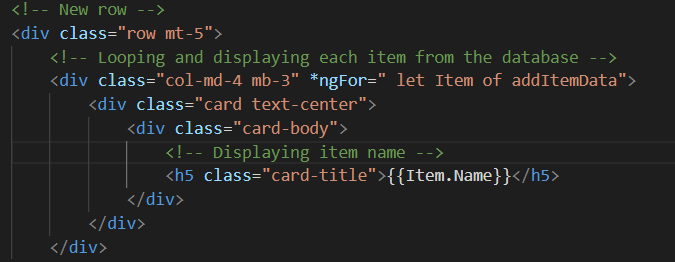 <!-- New row -->
<div class="row mt-5">
<!-- Looping and displaying each item from the database -->
<div class="col-md-4 mb-3" *ngFor=" let Item of addItemData">
<div class="card text-center">
<div class="card-body">
<!-- Displaying item name -->
<h5 class="card-title">{{Item.Name}}</h5>
</div>
</div>
</div>